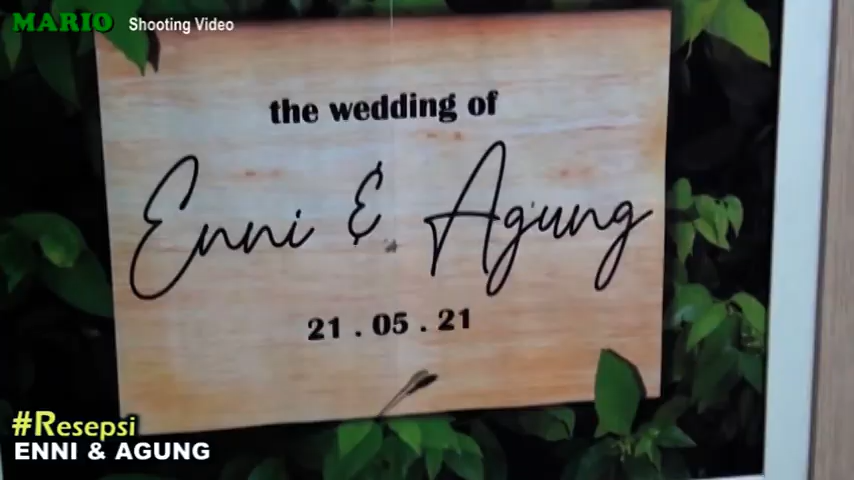 MARIO Shooting Video
the wedding of
Enni & Agung
21 . 05 . 21
#Resepsi
ENNI & AGUNG